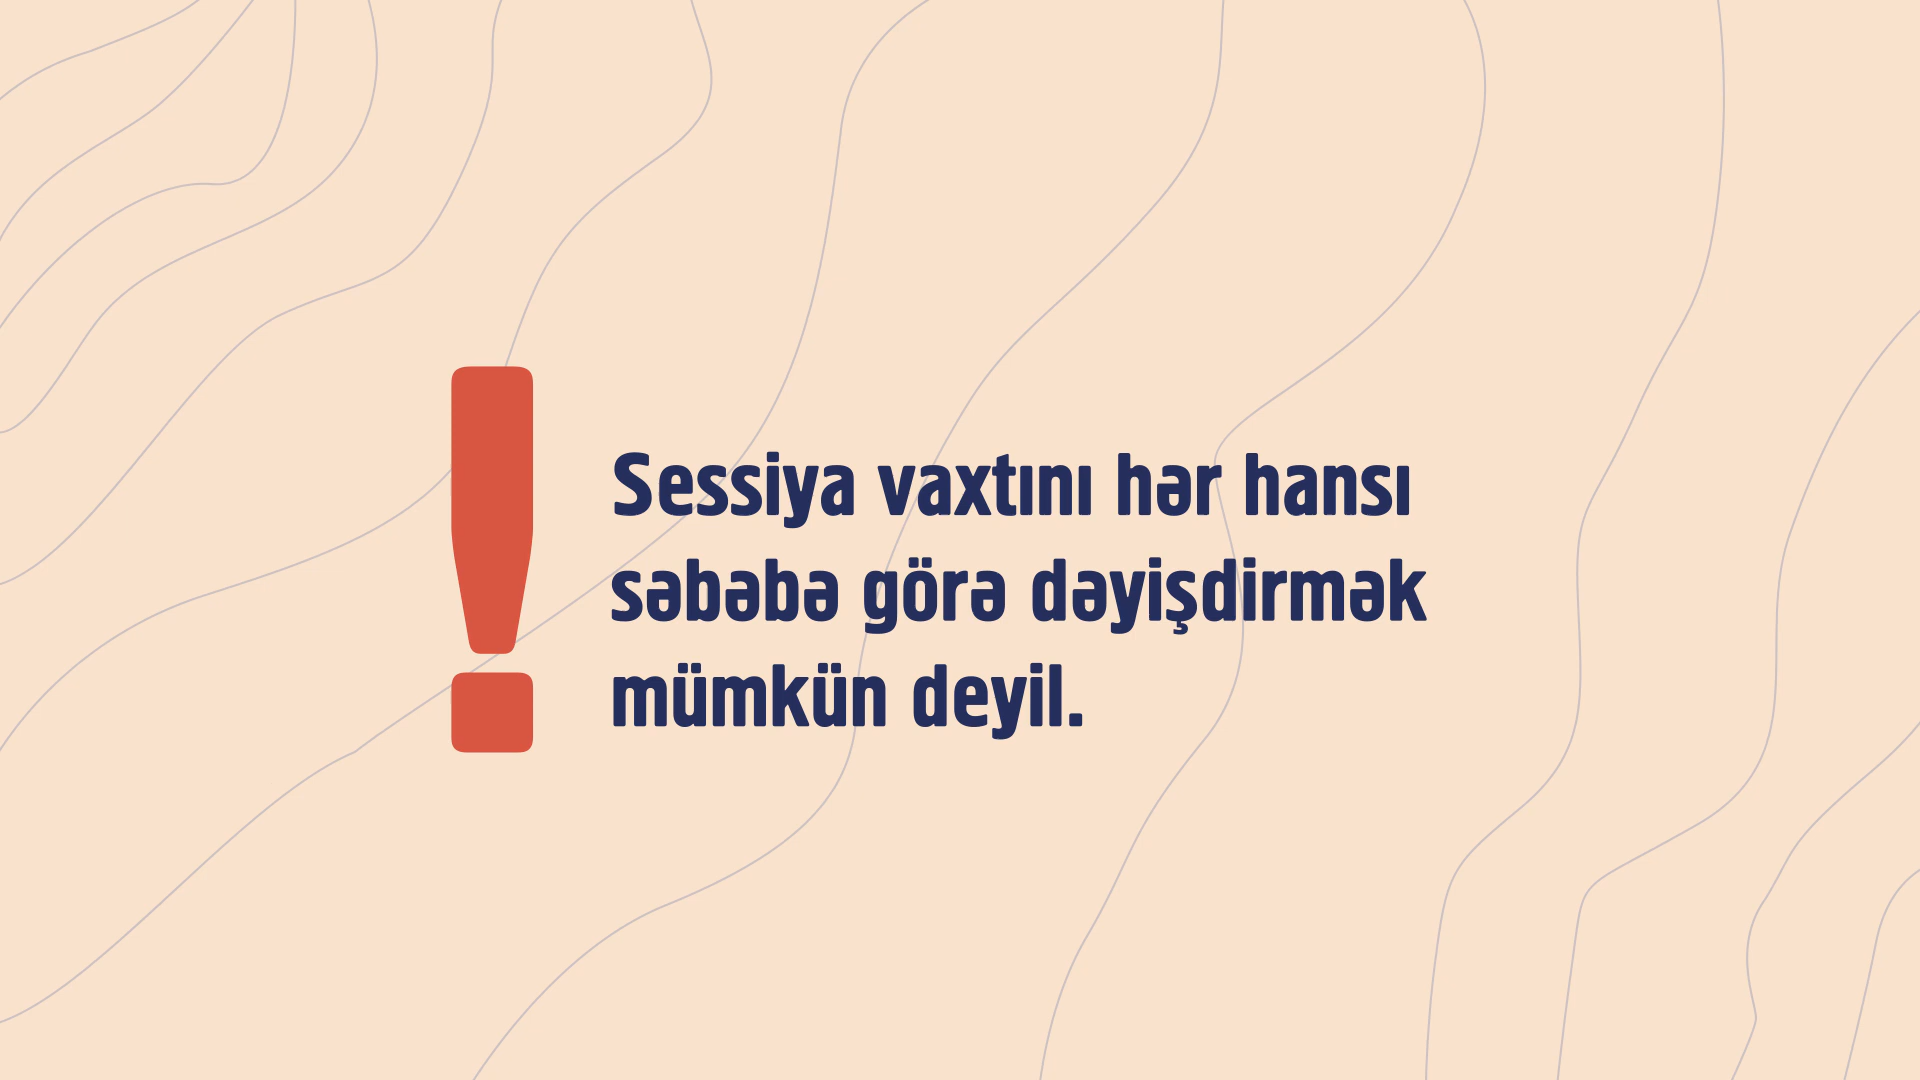 Sessiya vaxtını hər hansı
səbəbə görə dəyişdirmək
mümkün deyil.